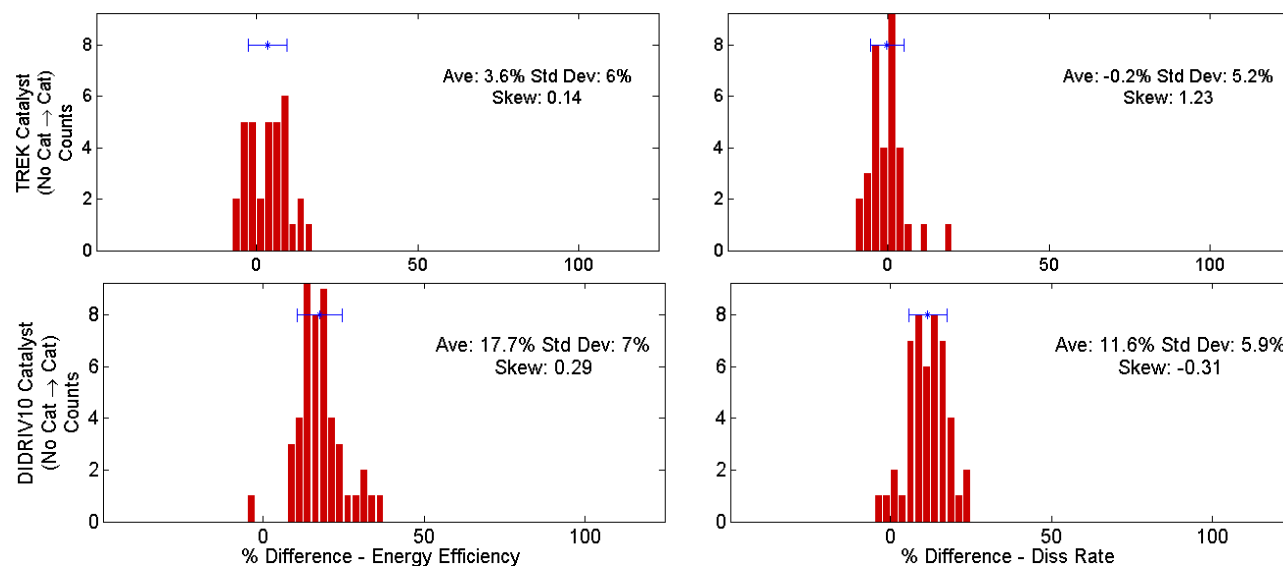 TREK Catalyst
(No Cat → Cat)
Counts
8
6
4
2
0
Ave: 3.6% Std Dev: 6%
Skew: 0.14
0
50
100
8
6
4
2
0
Ave: -0.2% Std Dev: 5.2%
Skew: 1.23
0
50
100
DIDRIV10 Catalyst
(No Cat → Cat)
Counts
8
6
4
2
0
Ave: 17.7% Std Dev: 7%
Skew: 0.29
0
50
100
% Difference - Energy Efficiency
8
6
4
2
0
Ave: 11.6% Std Dev: 5.9%
Skew: -0.31
0
50
100
% Difference - Diss Rate